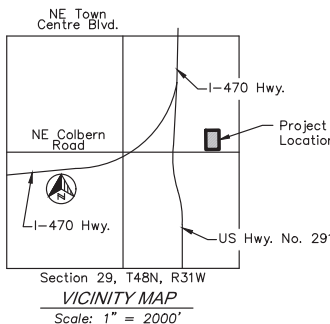 NE Town
Centre Blvd.
I-470 Hwy.
NE Colbern
Road
Project
Location
N
I-470 Hwy.
US Hwy. No. 291
Section 29, T48N, R31W
VICINITY MAP
Scale: 1" = 2000'